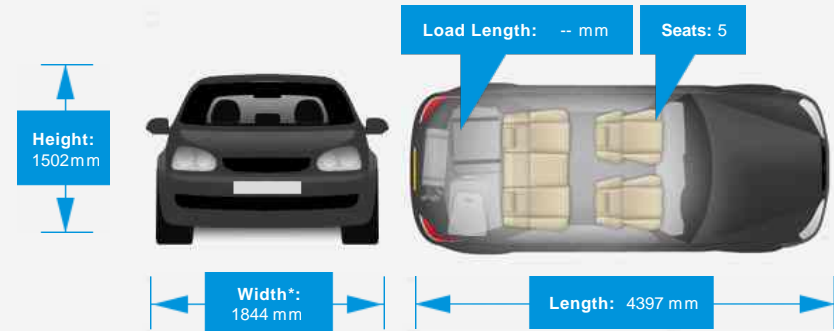 Load Length: -- mm
Seats: 5
Height:
1502mm
Width*:
1844 mm
Length: 4397 mm